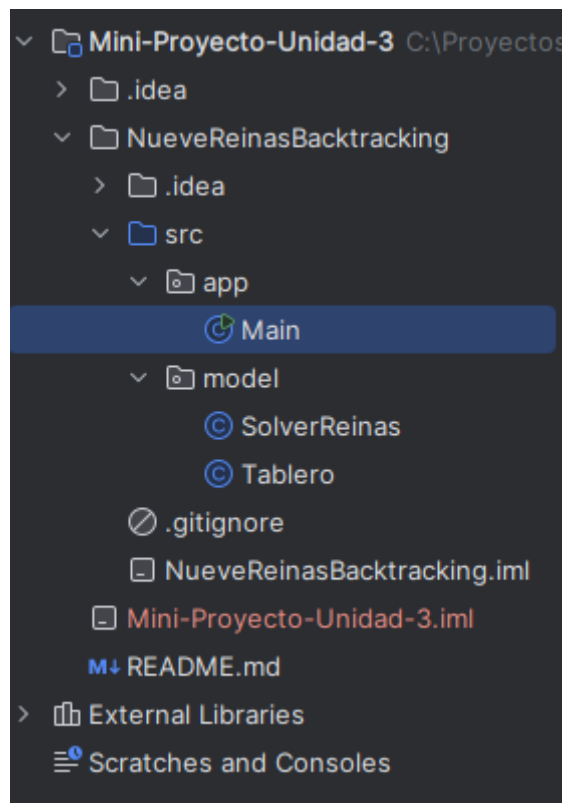 Mini-Proyecto-Unidad-3 C:\Proyectos
.idea
NueveReinasBacktracking
.idea
src
app
Main
model
SolverReinas
Tablero
.gitignore
NueveReinasBacktracking.iml
Mini-Proyecto-Unidad-3.iml
M↓ README.md
External Libraries
Scratches and Consoles